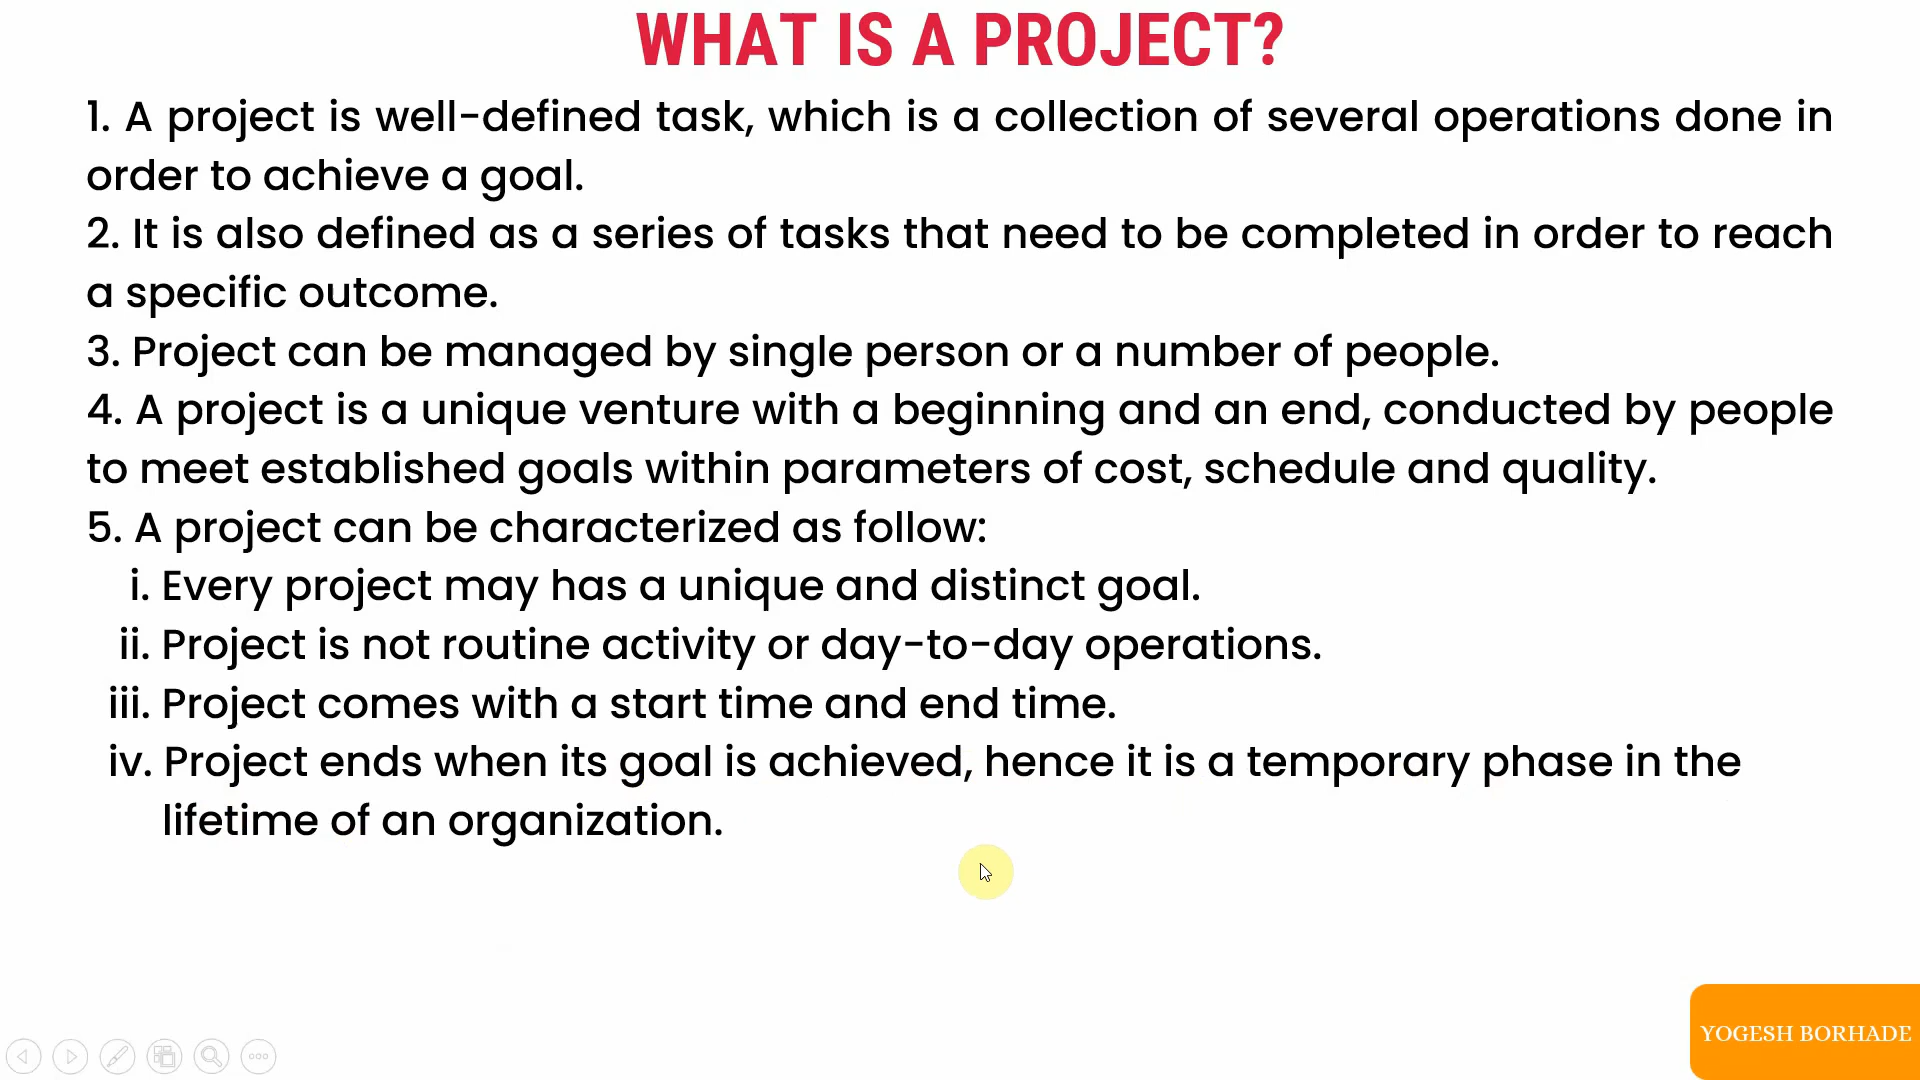 WHAT IS A PROJECT?
1. A project is well-defined task, which is a collection of several operations done in
order to achieve a goal.
2. It is also defined as a series of tasks that need to be completed in order to reach
a specific outcome.
3. Project can be managed by single person or a number of people.
4. A project is a unique venture with a beginning and an end, conducted by people
to meet established goals within parameters of cost, schedule and quality.
5. A project can be characterized as follow:
i. Every project may has a unique and distinct goal.
ii. Project is not routine activity or day-to-day operations.
iii. Project comes with a start time and end time.
iv. Project ends when its goal is achieved, hence it is a temporary phase in the
lifetime of an organization.
YOGESH BORHADE